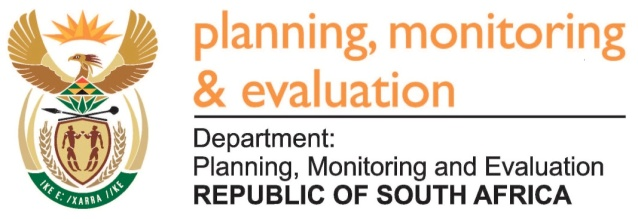 planning, monitoring
& evaluation
Department:
Planning, Monitoring and Evaluation
REPUBLIC OF SOUTH AFRICA
!KE E: /XARRA //KE